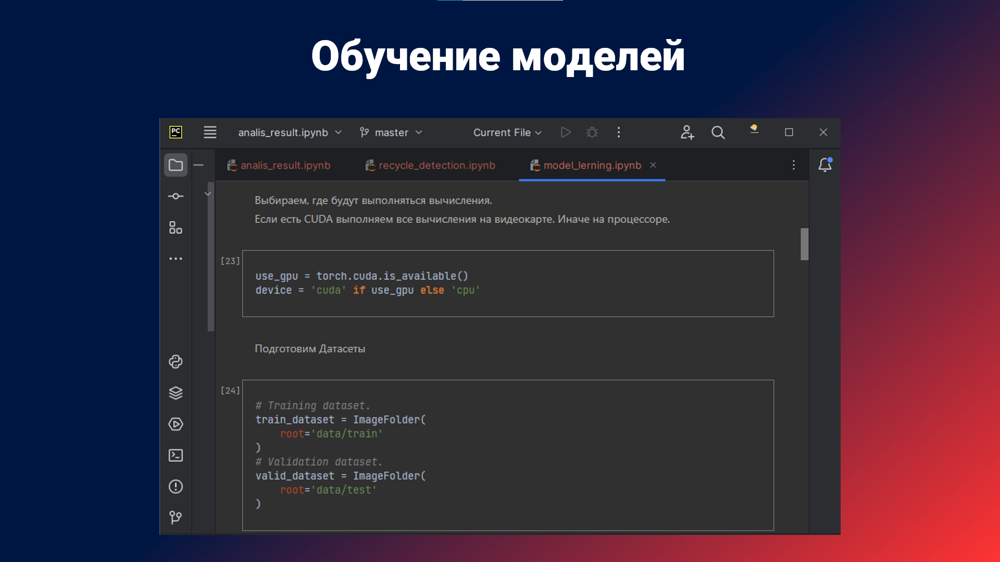 Обучение моделей
PC
analis_result.ipynb
master
Current File
analis_result.ipynb
recycle_detection.ipynb
model_lerning.ipynb
Выбираем, где будут выполняться вычисления.
Если есть CUDA выполняем все вычисления на видеокарте. Иначе на процессоре.
[23]
use_gpu = torch.cuda.is_available()
device = 'cuda' if use_gpu else 'cpu'
Подготовим Датасеты
[24]
# Training dataset.
train_dataset = ImageFolder(
    root='data/train'
)
# Validation dataset.
valid_dataset = ImageFolder(
    root='data/test'
)